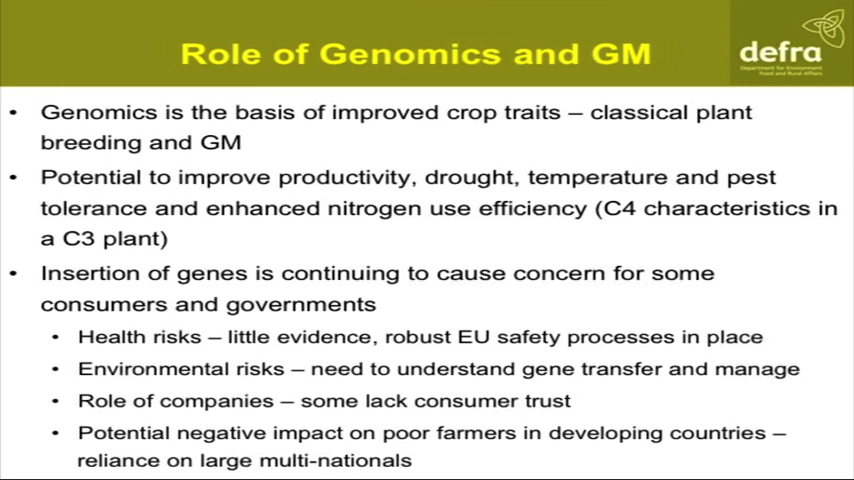 Role of Genomics and GM
defra
Department for Environment
Food and Rural Affairs
• Genomics is the basis of improved crop traits – classical plant
breeding and GM
• Potential to improve productivity, drought, temperature and pest
tolerance and enhanced nitrogen use efficiency (C4 characteristics in
a C3 plant)
• Insertion of genes is continuing to cause concern for some
consumers and governments
• Health risks – little evidence, robust EU safety processes in place
• Environmental risks – need to understand gene transfer and manage
• Role of companies – some lack consumer trust
• Potential negative impact on poor farmers in developing countries –
reliance on large multi-nationals